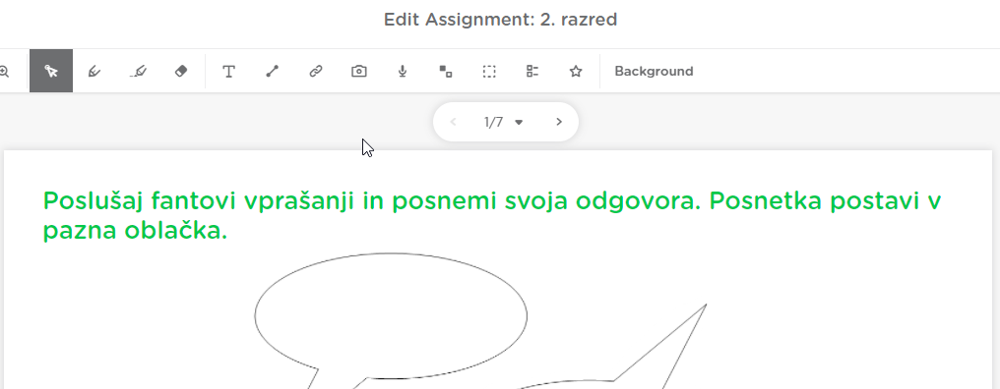 Edit Assignment: 2. razred
Background
1/7
Poslušaj fantovi vprašanji in posnemi svoja odgovora. Posnetka postavi v
pazna oblačka.